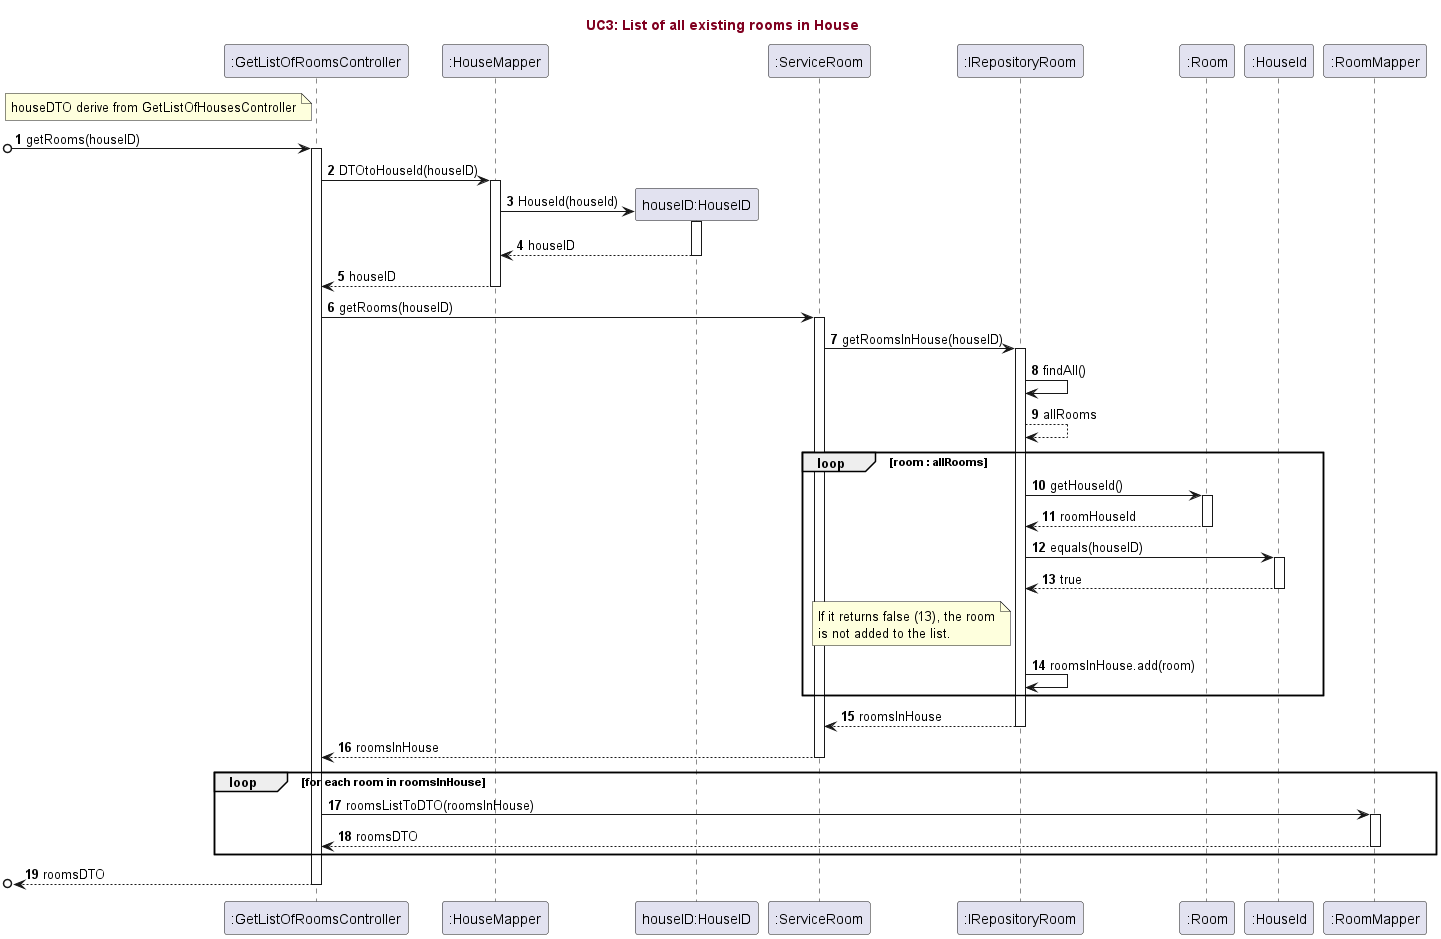 UC3: List of all existing rooms in House
:GetListOfRoomsController :HouseMapper :ServiceRoom :IRepositoryRoom :Room :HouseId :RoomMapper
houseDTO derive from GetListOfHousesController
1 getRooms(houseID)
2 DTOtoHouseId(houseID)
3 HouseId(houseId)
houseID:HouseID
4 houseID
5 houseID
6 getRooms(houseID)
7 getRoomsInHouse(houseID)
8 findAll()
9 allRooms
loop [room : allRooms]
10 getHouseId()
11 roomHouseId
12 equals(houseID)
13 true
If it returns false (13), the room
is not added to the list.
14 roomsInHouse.add(room)
15 roomsInHouse
16 roomsInHouse
loop [for each room in roomsInHouse]
17 roomsListToDTO(roomsInHouse)
18 roomsDTO
19 roomsDTO
:GetListOfRoomsController :HouseMapper houseID:HouseID :ServiceRoom :IRepositoryRoom :Room :HouseId :RoomMapper